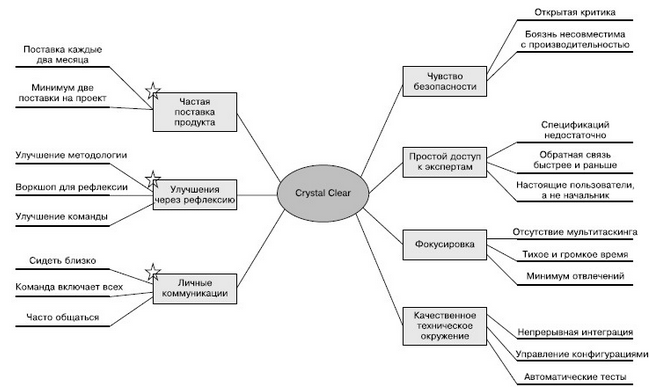 Поставка каждые
два месяца
Минимум две
поставки на проект
Частая
поставка
продукта
Улучшение методологии
Воркшоп для рефлексии
Улучшение команды
Улучшения
через рефлексию
Сидеть близко
Команда включает всех
Часто общаться
Личные
коммуникации
Crystal Clear
Чувство
безопасности
Открытая критика
Боязнь несовместима
с производительностью
Простой доступ
к экспертам
Спецификаций
недостаточно
Обратная связь
быстрее и раньше
Настоящие пользователи,
а не начальник
Фокусировка
Отсутствие мультитаскинга
Тихое и громкое время
Минимум отвлечений
Качественное
техническое
окружение
Непрерывная интеграция
Управление конфигурациями
Автоматические тесты